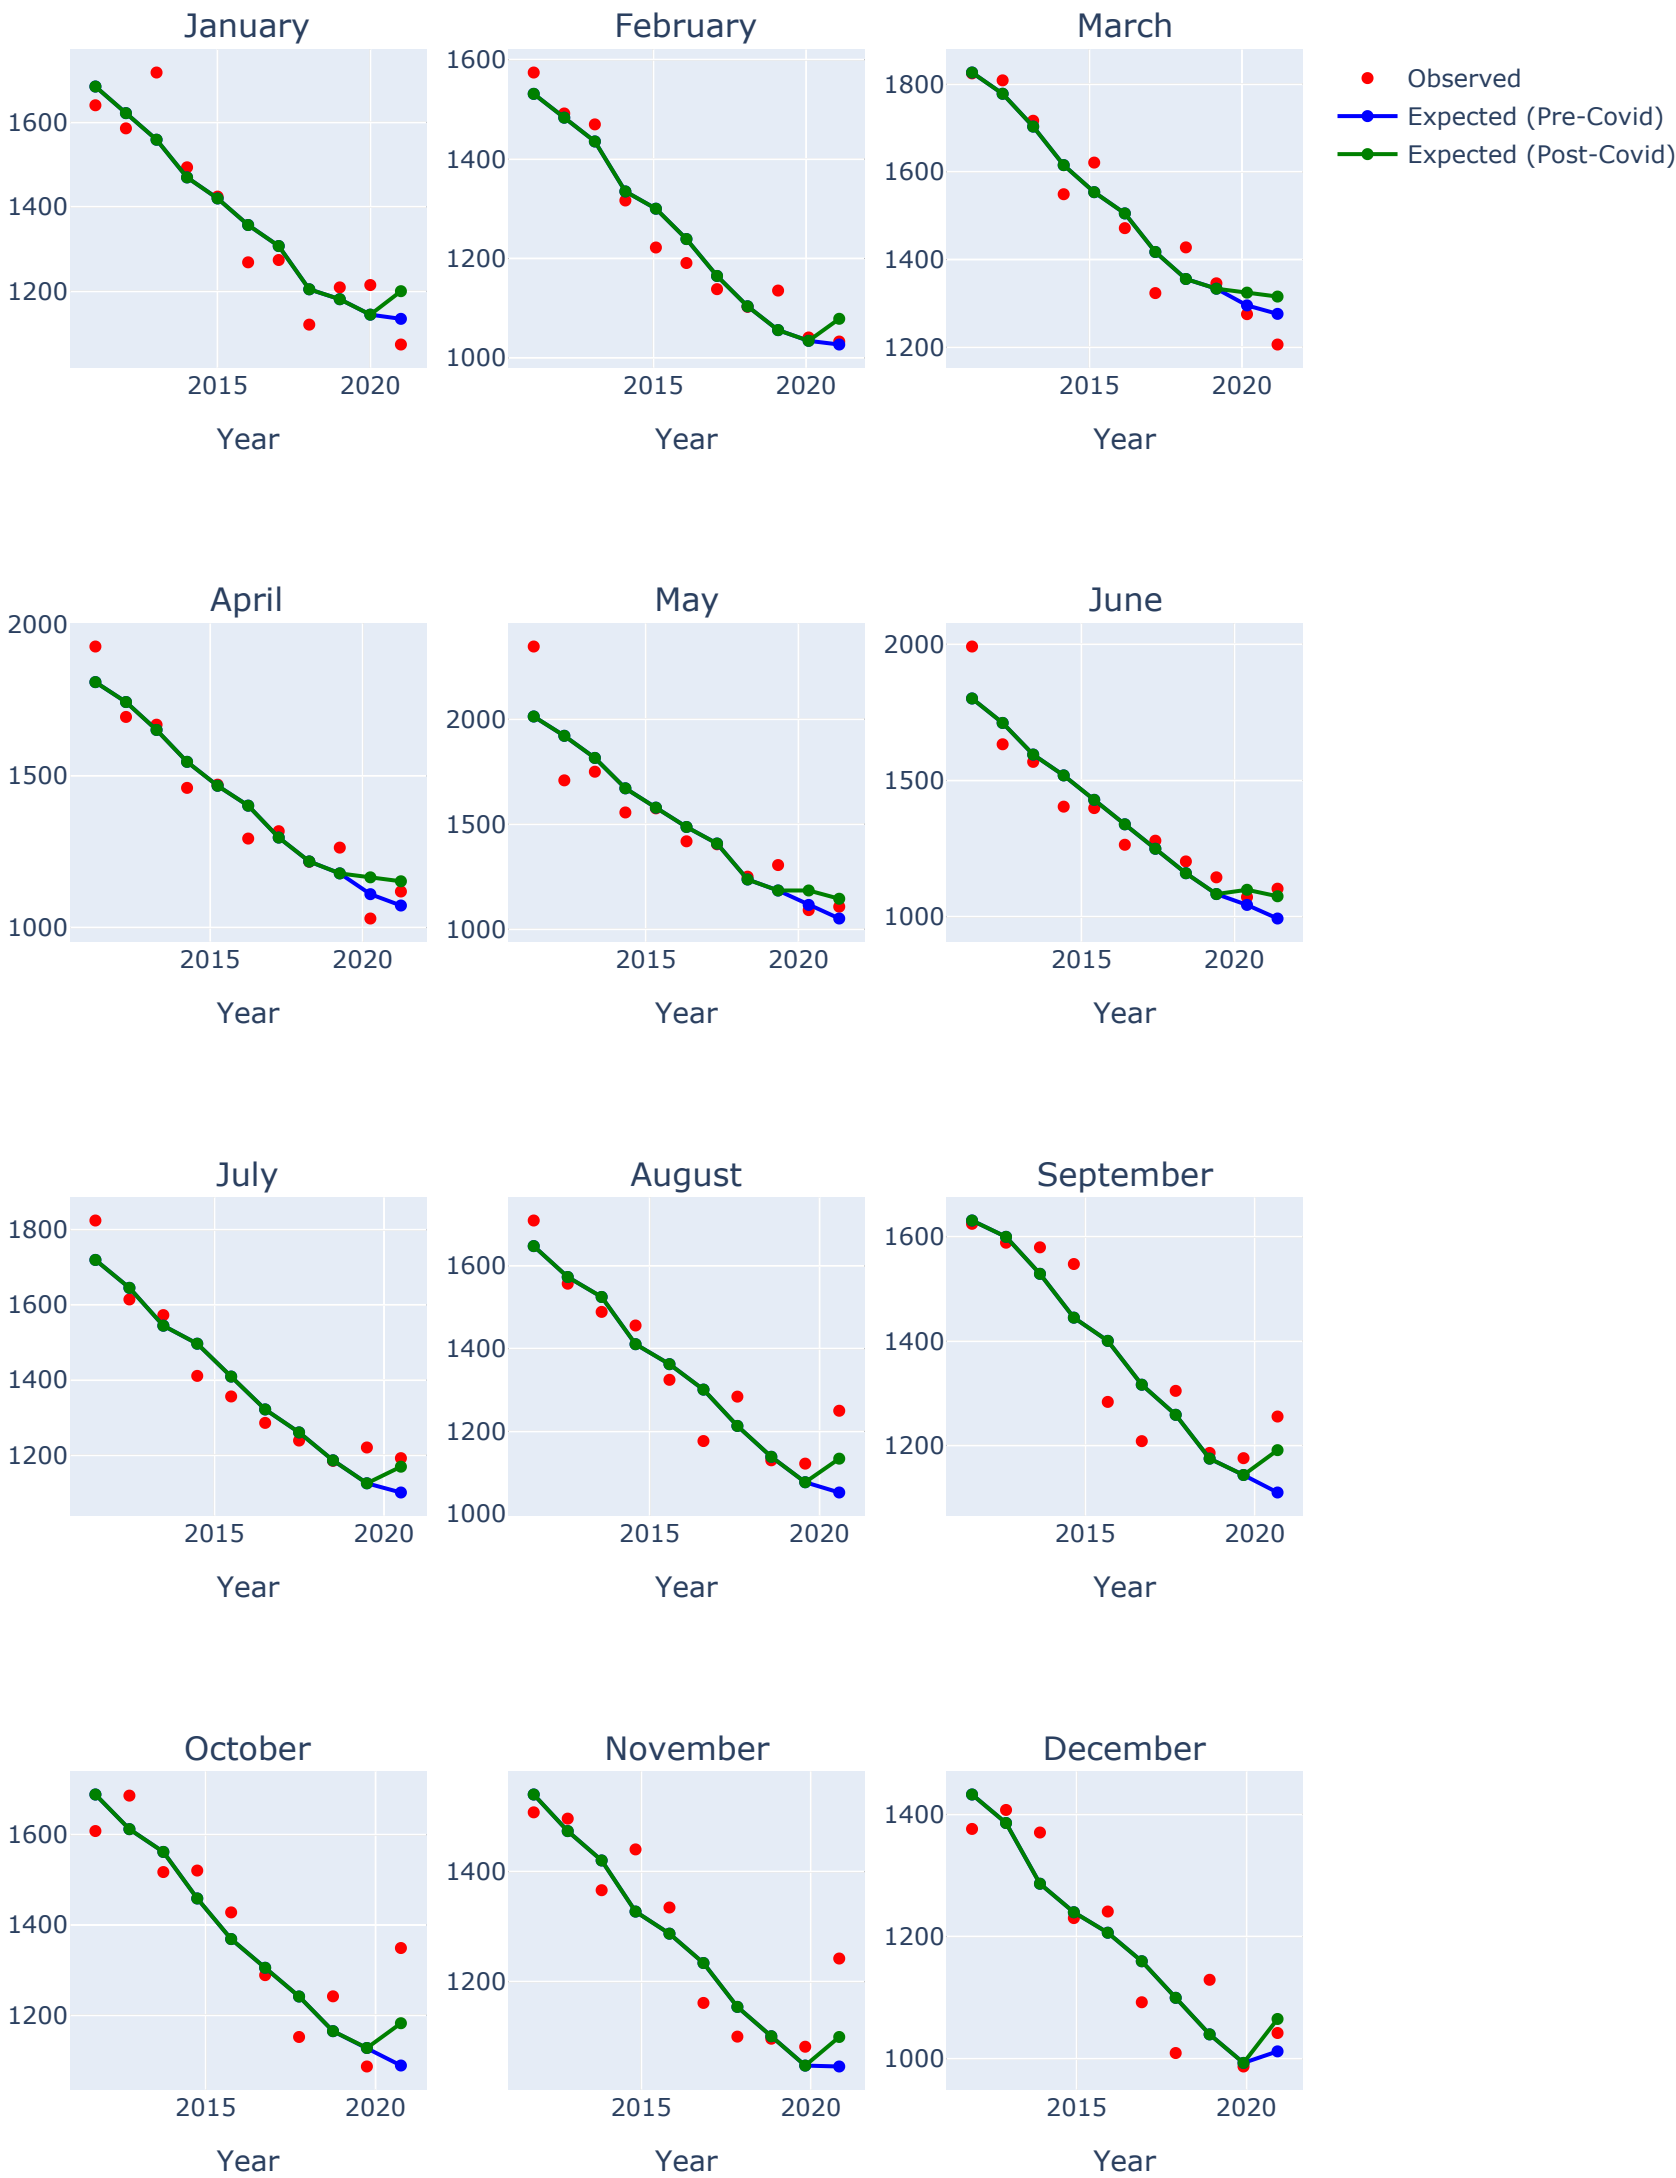 January February March
Observed
Expected (Pre-Covid)
Expected (Post-Covid)
1600
1400
1200
2015 2020
Year
1600
1400
1200
1000
2015 2020
Year
1800
1600
1400
1200
2015 2020
Year
April May June
2000
1500
1000
2015 2020
Year
2000
1500
1000
2015 2020
Year
2000
1500
1000
2015 2020
Year
July August September
1800
1600
1400
1200
2015 2020
Year
1600
1400
1200
1000
2015 2020
Year
1600
1400
1200
2015 2020
Year
October November December
1600
1400
1200
2015 2020
Year
1400
1200
2015 2020
Year
1400
1200
1000
2015 2020
Year